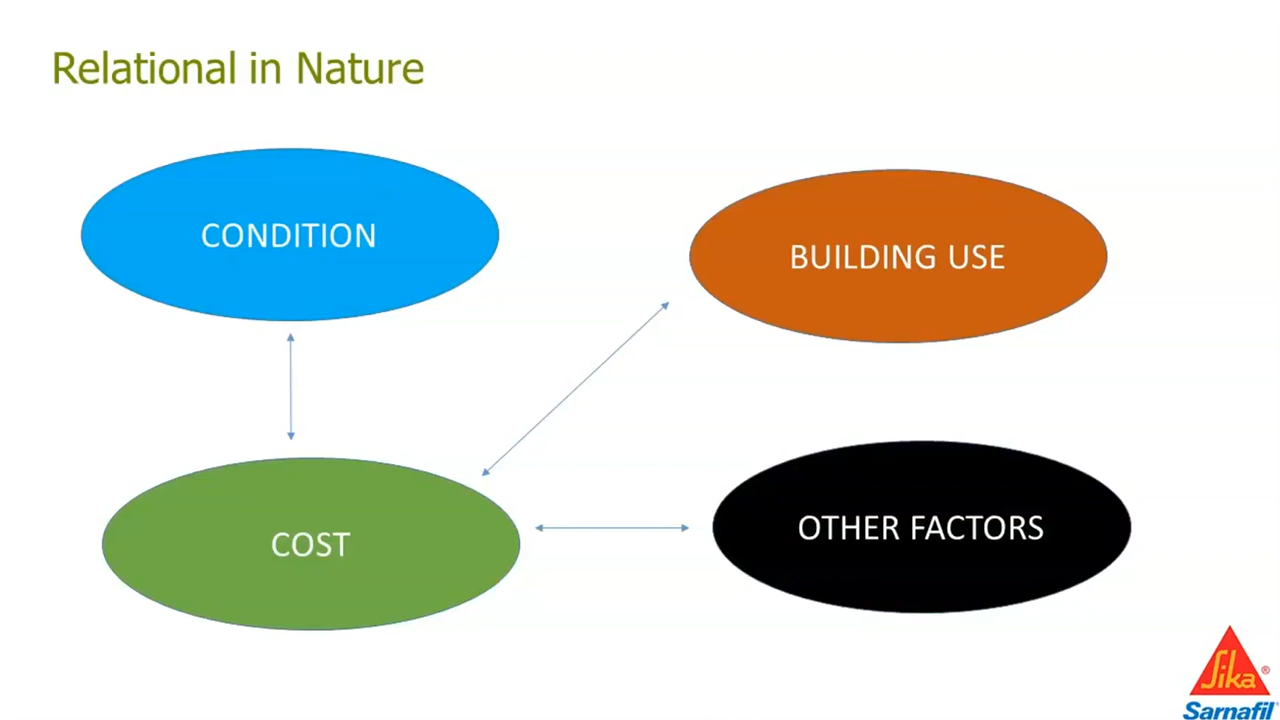 Relational in Nature
CONDITION
BUILDING USE
COST
OTHER FACTORS
Sika®
Sarnafil